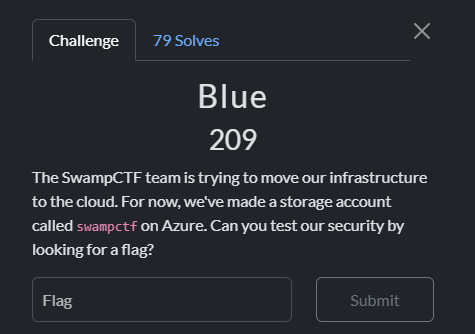 Challenge
79 Solves
Blue
209
The SwampCTF team is trying to move our infrastructure
to the cloud. For now, we've made a storage account
called swampctf on Azure. Can you test our security by
looking for a flag?
Flag
Submit